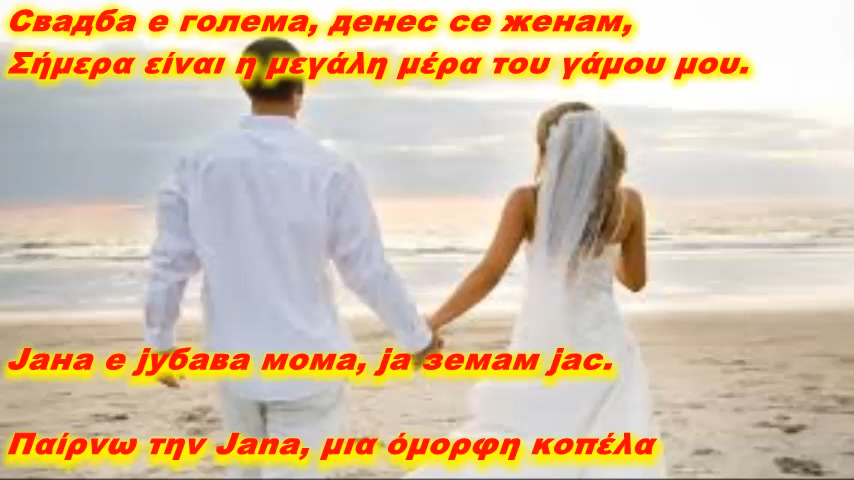 Свадба е голема, денес се женам,
Σήμερα είναι η μεγάλη μέρα του γάμου μου.
Јана е јубава мома, ја земам јас.
Παίρνω την Jana, μια όμορφη κοπέλα